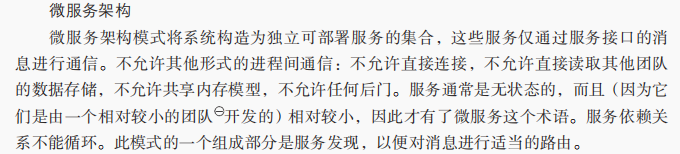 微服务架构
微服务架构模式将系统构造为独立可部署服务的集合，这些服务仅通过服务接口的消
息进行通信。不允许其他形式的进程间通信：不允许直接连接，不允许直接读取其他团队
的数据存储，不允许共享内存模型，不允许任何后门。服务通常是无状态的，而且（因为它
们是由一个相对较小的团队㊀开发的）相对较小，因此才有了微服务这个术语。服务依赖关
系不能循环。此模式的一个组成部分是服务发现，以便对消息进行适当的路由。